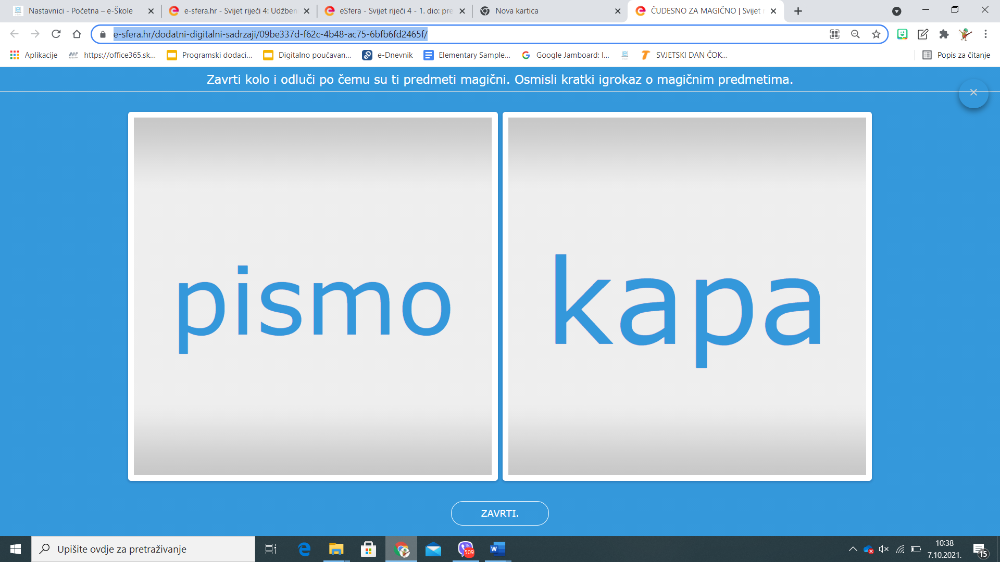 Nastavnici - Početna – e-Škole
e-sfera.hr - Svijet riječi 4: Udžben
eSfera - Svijet riječi 4 - 1. dio: pre
Nova kartica
ČUDESNO ZA MAGIČNO | Svijet
e-sfera.hr/dodatni-digitalni-sadrzaji/09be337d-f62c-4b48-ac75-6bfb6fd2465f/
Aplikacije
https://office365.sk...
Programski dodaci...
Digitalno poučavan...
e-Dnevnik
Elementary Sample...
Google Jamboard: I...
SVJETSKI DAN ČOK...
Popis za čitanje
Zavrti kolo i odluči po čemu su ti predmeti magični. Osmisli kratki igrokaz o magičnim predmetima.
pismo
kapa
ZAVRTI.
Upišite ovdje za pretraživanje
509
10:38
7.10.2021.
15